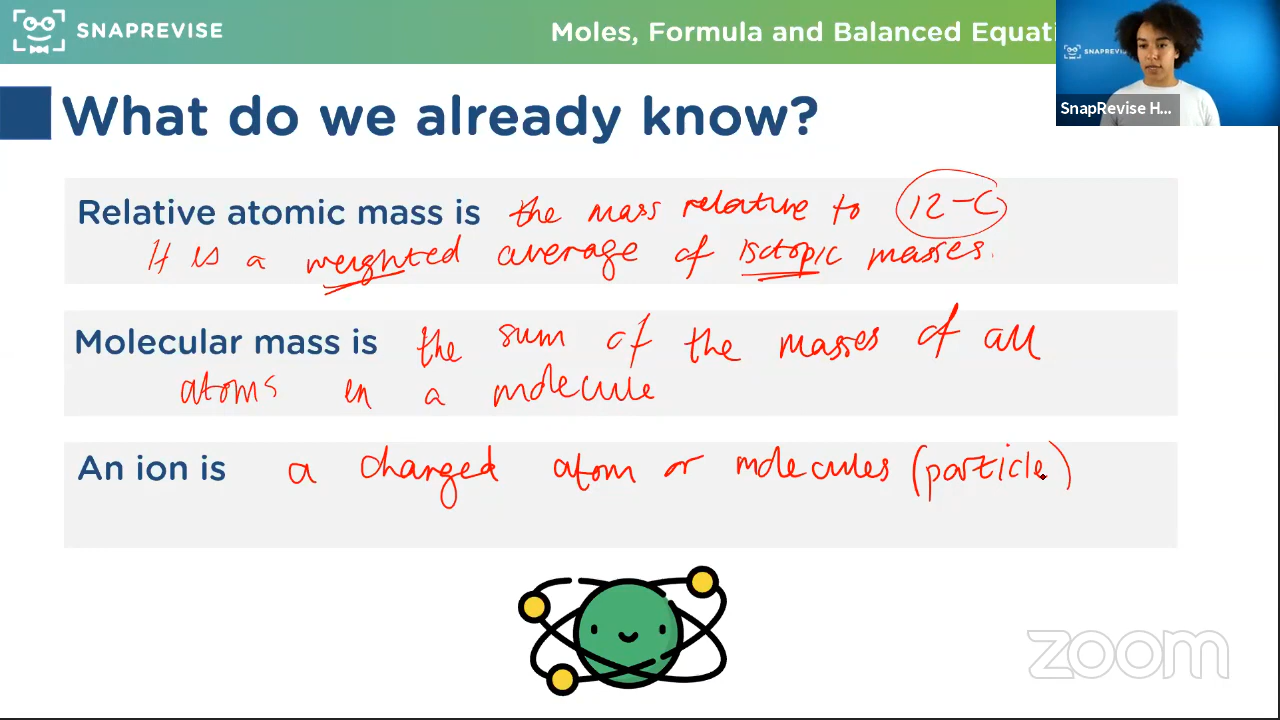 SNAPREVISE
Moles, Formula and Balanced Equati
SNAPREVISE
SnapRevise H...
What do we already know?
Relative atomic mass is the mass relative to 12-C
It is a weighted average of isotopic masses.
Molecular mass is the sum of the masses of all
atoms in a molecule
An ion is a charged atom or molecules (particle)
zoom